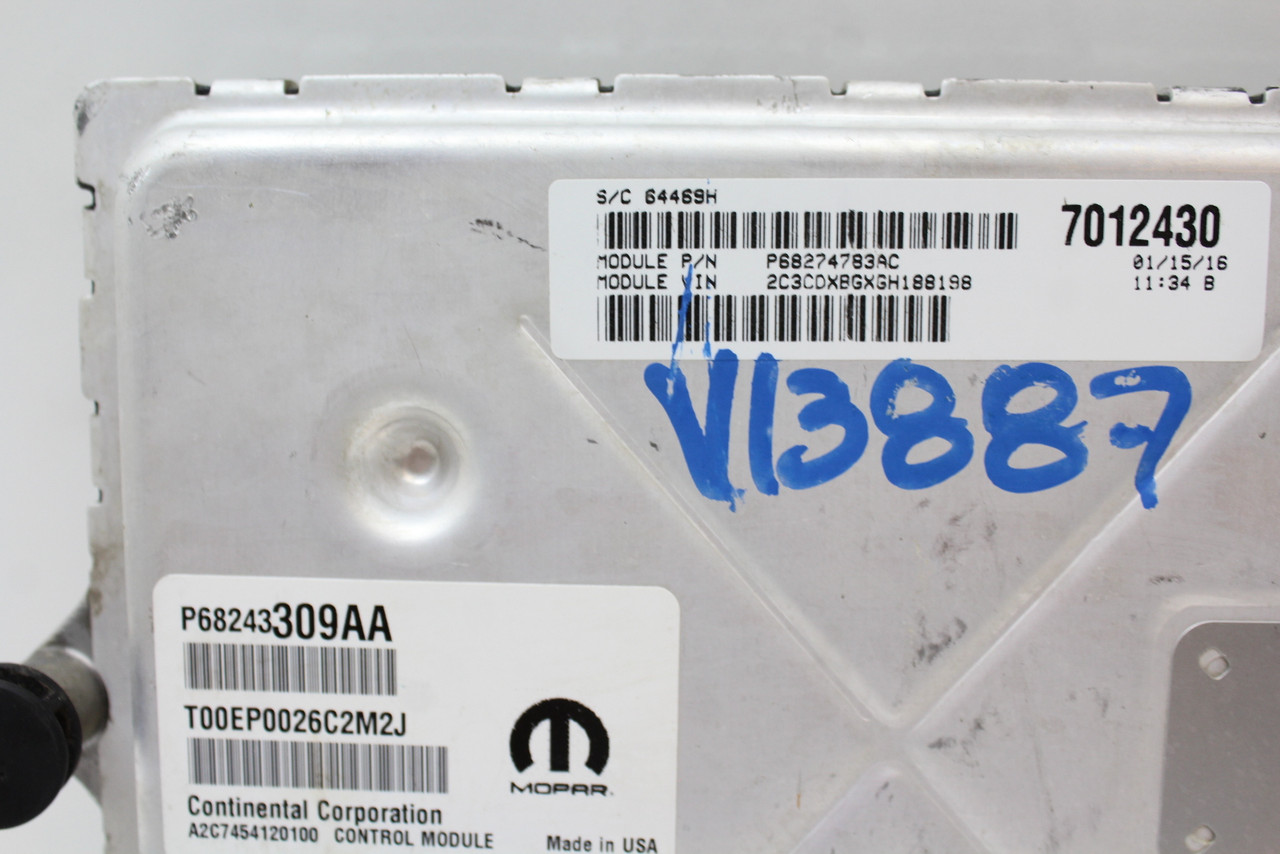 S/C 64469H
7012430
MODULE P/N P68274783AC
01/15/16
MODULE VIN 2C3CDXBGXGH188198
11:34 B
V13887
P68243309AA
T00EP0026C2M2J
MOPAR
Continental Corporation
A2C7454120100 CONTROL MODULE
Made in USA